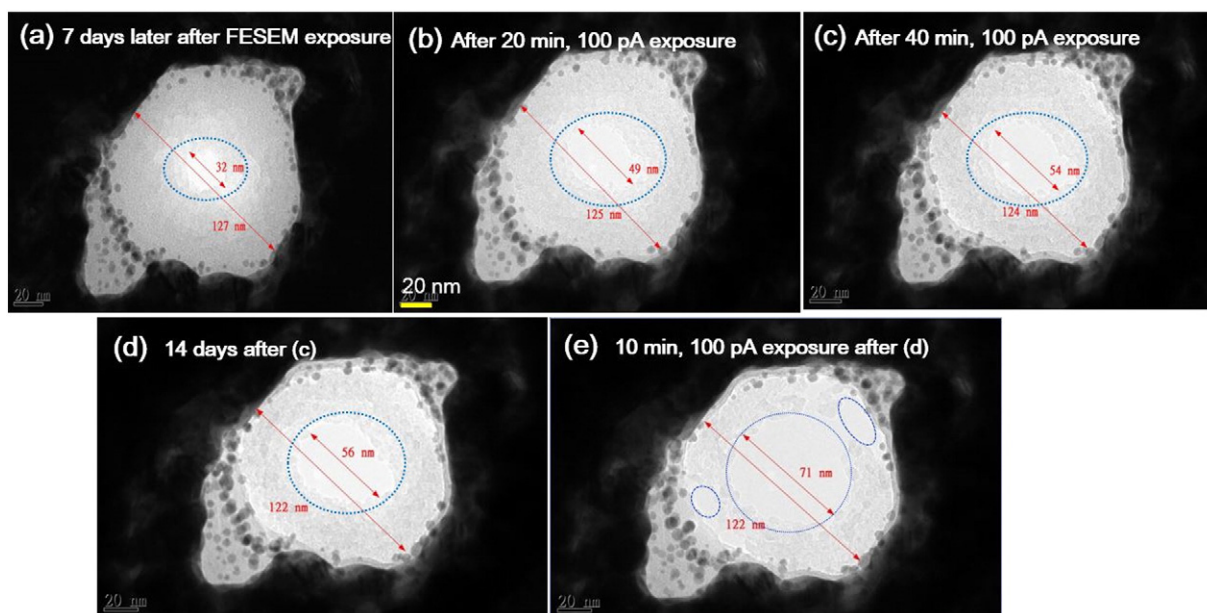 (a) 7 days later after FESEM exposure
32 nm
127 nm
20 nm
(b) After 20 min, 100 pA exposure
49 nm
125 nm
20 nm
20 nm
(c) After 40 min, 100 pA exposure
54 nm
124 nm
20 nm
(d) 14 days after (c)
56 nm
122 nm
20 nm
(e) 10 min, 100 pA exposure after (d)
71 nm
122 nm
20 nm